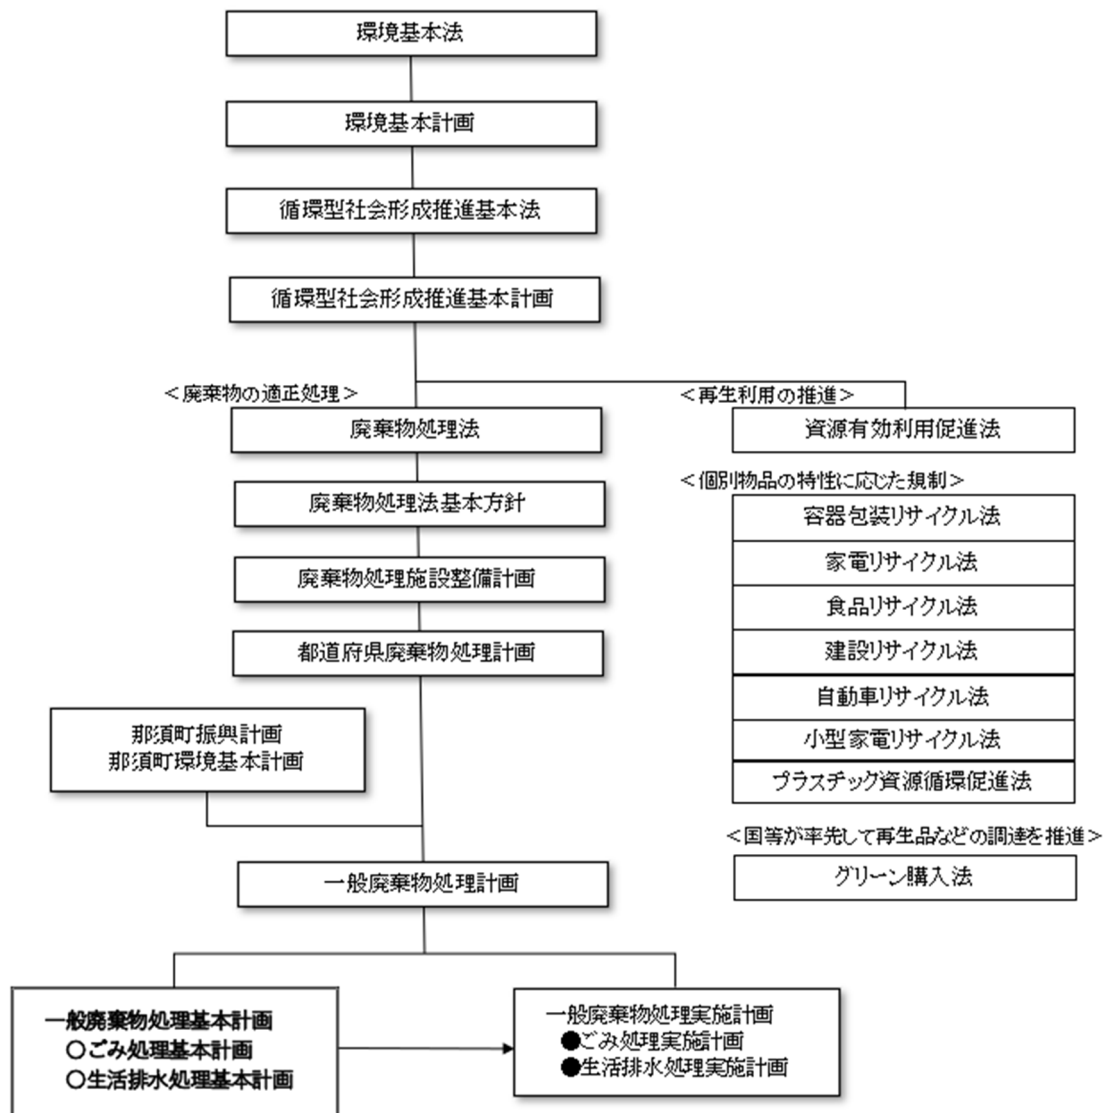 環境基本法
環境基本計画
循環型社会形成推進基本法
循環型社会形成推進基本計画
＜廃棄物の適正処理＞
廃棄物処理法
廃棄物処理法基本方針
廃棄物処理施設整備計画
都道府県廃棄物処理計画
＜再生利用の推進＞
資源有効利用促進法
＜個別物品の特性に応じた規制＞
容器包装リサイクル法
家電リサイクル法
食品リサイクル法
建設リサイクル法
自動車リサイクル法
小型家電リサイクル法
プラスチック資源循環促進法
＜国等が率先して再生品などの調達を推進＞
グリーン購入法
那須町振興計画
那須町環境基本計画
一般廃棄物処理計画
一般廃棄物処理基本計画
○ごみ処理基本計画
○生活排水処理基本計画
一般廃棄物処理実施計画
●ごみ処理実施計画
●生活排水処理実施計画